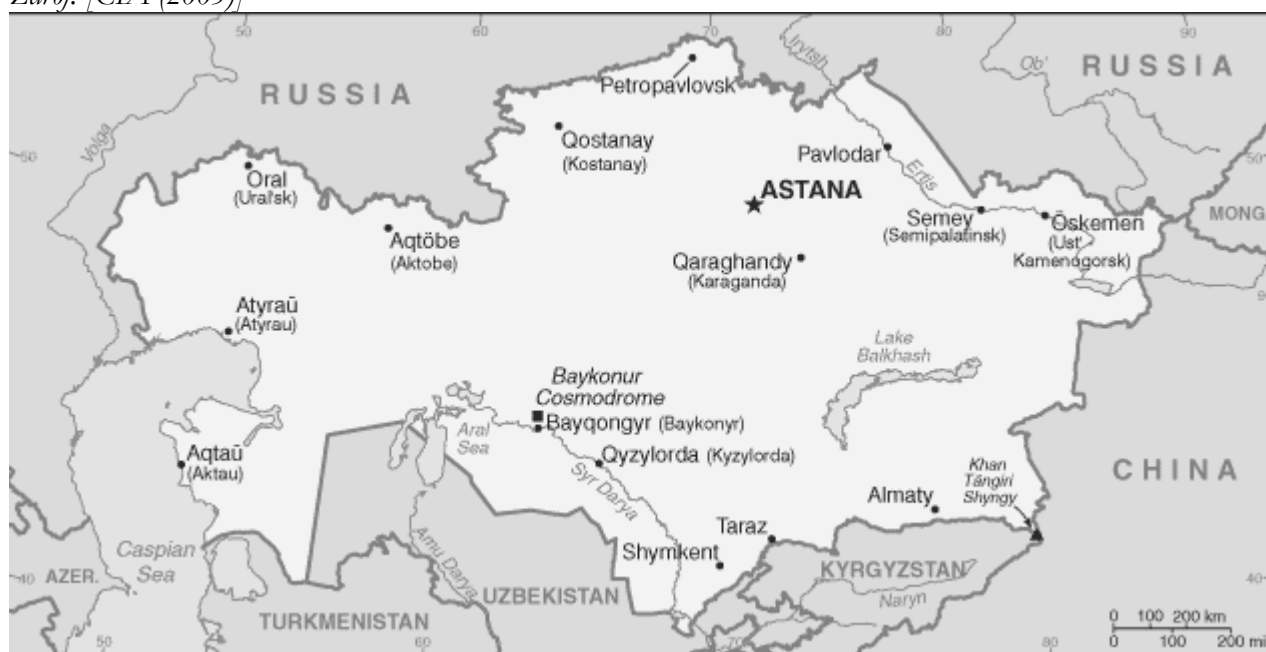 Zdroj: [CIA (2009)]
50
60
70
80
90
Irtysh
Ob'
RUSSIA
RUSSIA
Petropavlovsk
Volga
Qostanay
(Kostanay)
50
50
Pavlodar
Oral
(Ural'sk)
Ertis
ASTANA
MONG
Semey
(Semipalatinsk)
Öskemen
(Ust'
Kamenogorsk)
Aqtöbe
(Aktobe)
Qaraghandy
(Karaganda)
Atyraū
(Atyrau)
Lake
Balkhash
Baykonur
Cosmodrome
Bayqongyr (Baykonyr)
Aral
Sea
Aqtaū
(Aktau)
Qyzylorda (Kyzylorda)
Syr Darya
Khan
Tängiri
Shyngy
CHINA
Almaty
Taraz
Shymkent
Caspian
Sea
Amu Darya
40
AZER.
KYRGYZSTAN
40
UZBEKISTAN
Naryn
TURKMENISTAN
0 100 200 km
0 100 200 mi
50
60
70
80